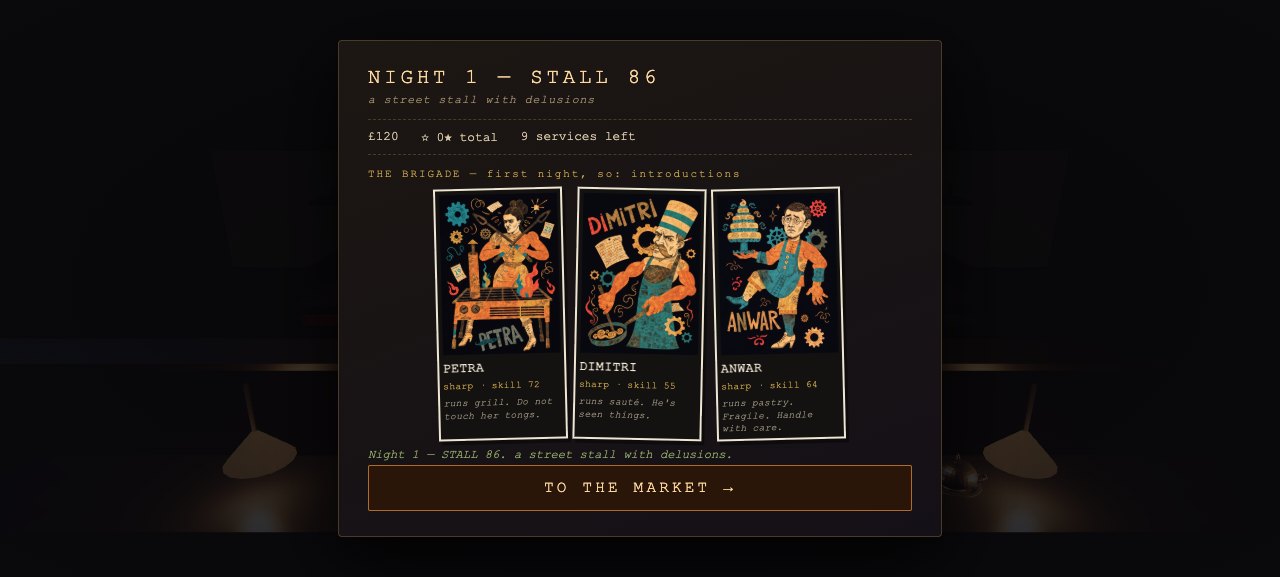 NIGHT 1 — STALL 86
a street stall with delusions
£120 ☆ 0★ total 9 services left
THE BRIGADE — first night, so: introductions
PETRA
DIMITRI
ANWAR
PETRA
sharp · skill 72
runs grill. Do not
touch her tongs.
DIMITRI
sharp · skill 55
runs sauté. He's
seen things.
ANWAR
sharp · skill 64
runs pastry.
Fragile. Handle
with care.
Night 1 — STALL 86. a street stall with delusions.
TO THE MARKET →